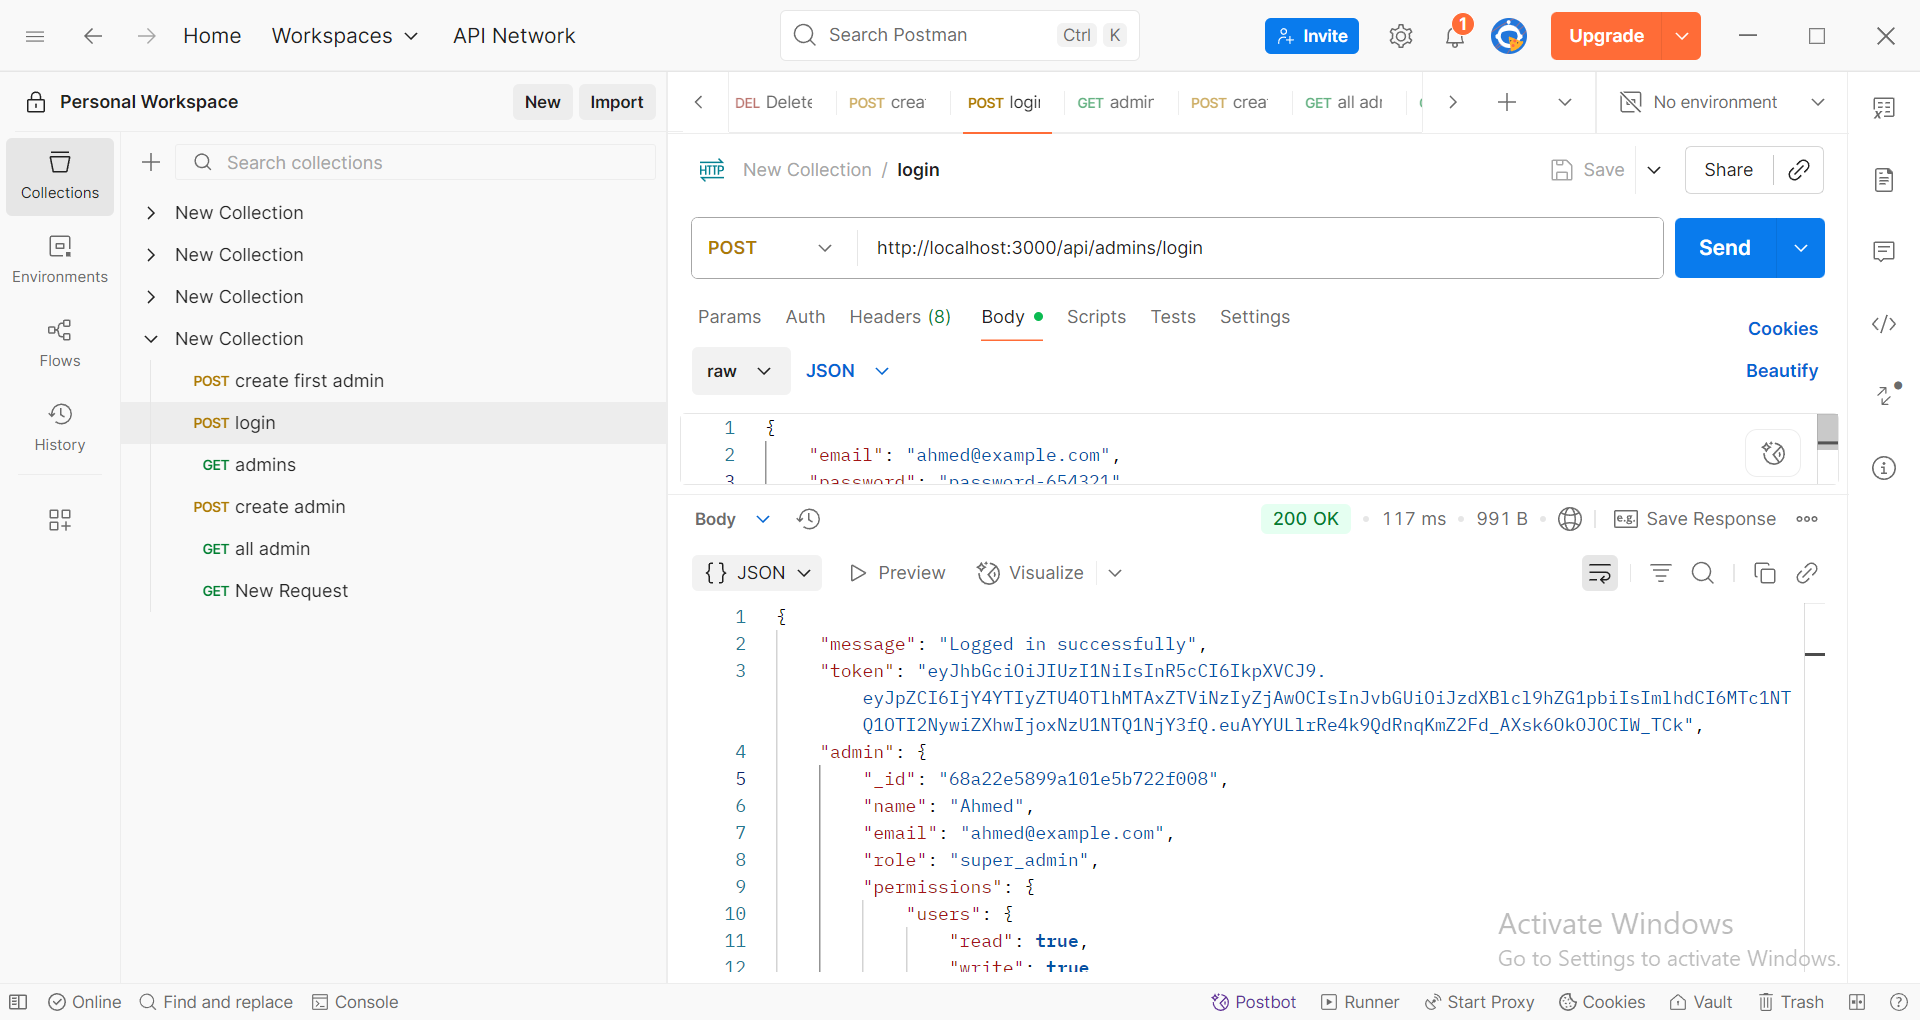 Home Workspaces API Network Search Postman Ctrl K Invite 1 Upgrade
Personal Workspace New Import
DEL Delete POST crea POST logi GET admir POST crea GET all adr No environment
Collections
Environments
Flows
History
Search collections
New Collection
New Collection
New Collection
New Collection
POST create first admin
POST login
GET admins
POST create admin
GET all admin
GET New Request
HTTP New Collection / login Save Share
POST http://localhost:3000/api/admins/login Send
Params Auth Headers (8) Body Scripts Tests Settings Cookies
raw JSON Beautify
1 {
2 "email": "ahmed@example.com",
3 "password": "password-654321"
Body 200 OK 117 ms 991 B e.g. Save Response
{} JSON Preview Visualize
1 {
2 "message": "Logged in successfully",
3 "token": "eyJhbGciOiJIUzI1NiIsInR5cCI6IkpXVCJ9.
eyJpZCI6IjY4YTIyZTU4OTlhMTAxZTViNzIyZjAwOCIsInJvbGUiOiJzdXBlcl9hZG1pbiIsImlhdCI6MTc1NT
Q1OTI2NywiZXhwIjoxNzU1NTQ1NjY3fQ.euAYYULlrRe4k9QdRnqKmZ2Fd_AXsk6OkOJOCIW_TCk",
4 "admin": {
5 "_id": "68a22e5899a101e5b722f008",
6 "name": "Ahmed",
7 "email": "ahmed@example.com",
8 "role": "super_admin",
9 "permissions": {
10 "users": {
11 "read": true,
12 "write": true
Activate Windows
Go to Settings to activate Windows.
Online Find and replace Console Postbot Runner Start Proxy Cookies Vault Trash